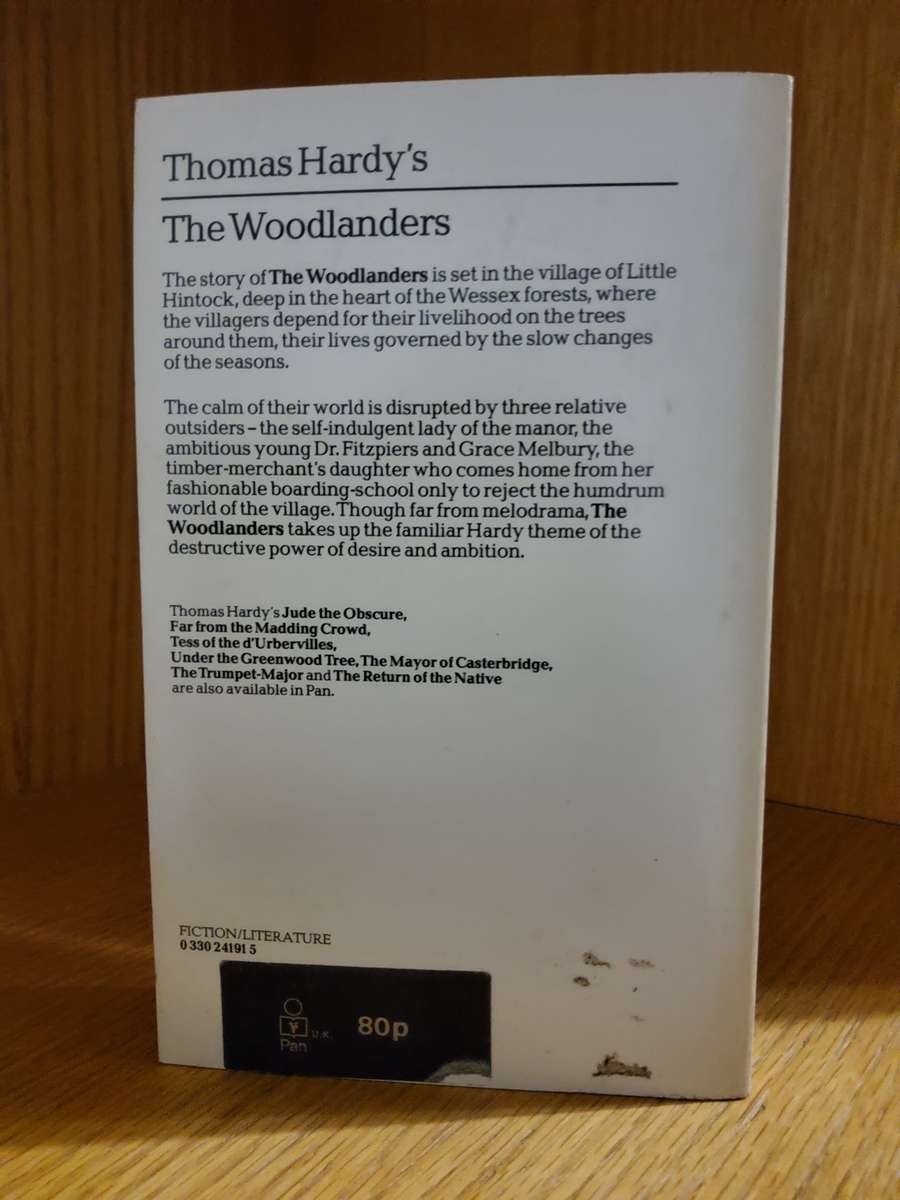 Thomas Hardy's
The Woodlanders
The story of The Woodlanders is set in the village of Little
Hintock, deep in the heart of the Wessex forests, where
the villagers depend for their livelihood on the trees
around them, their lives governed by the slow changes
of the seasons.
The calm of their world is disrupted by three relative
outsiders – the self-indulgent lady of the manor, the
ambitious young Dr. Fitzpiers and Grace Melbury, the
timber-merchant's daughter who comes home from her
fashionable boarding-school only to reject the humdrum
world of the village. Though far from melodrama, The
Woodlanders takes up the familiar Hardy theme of the
destructive power of desire and ambition.
Thomas Hardy's Jude the Obscure,
Far from the Madding Crowd,
Tess of the d'Urbervilles,
Under the Greenwood Tree, The Mayor of Casterbridge,
The Trumpet-Major and The Return of the Native
are also available in Pan.
FICTION/LITERATURE
0 330 24191 5
U.K. 80p
Pan